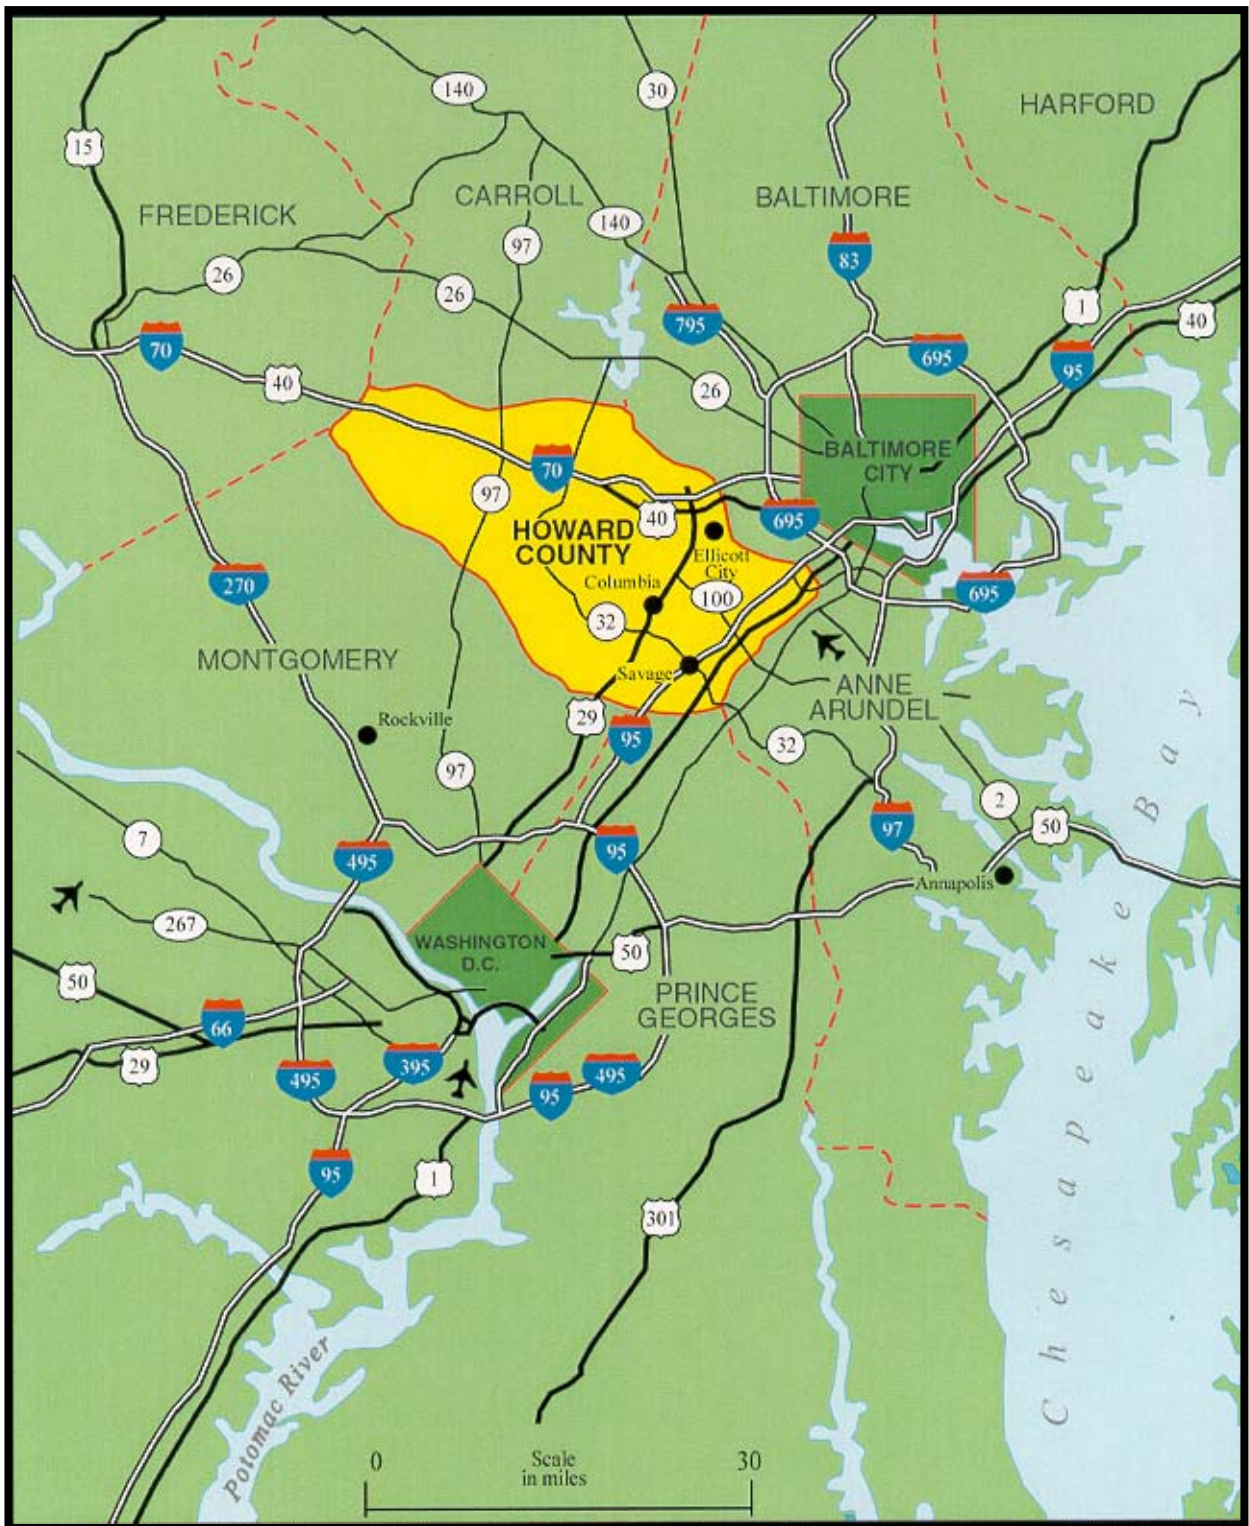 140
30
HARFORD
15
CARROLL
BALTIMORE
FREDERICK
140
97
83
26
26
1
795
40
70
695
95
40
26
BALTIMORE
CITY
70
97
40
695
HOWARD
COUNTY
Ellicott
City
Columbia
270
100
695
32
MONTGOMERY
Savage
ANNE
ARUNDEL
29
Rockville
95
32
97
2
97
50
7
495
95
Annapolis
267
WASHINGTON
D.C.
50
50
PRINCE
GEORGES
66
29
395
495
495
95
95
1
301
Chesapeake Bay
Potomac River
0
Scale
in miles
30